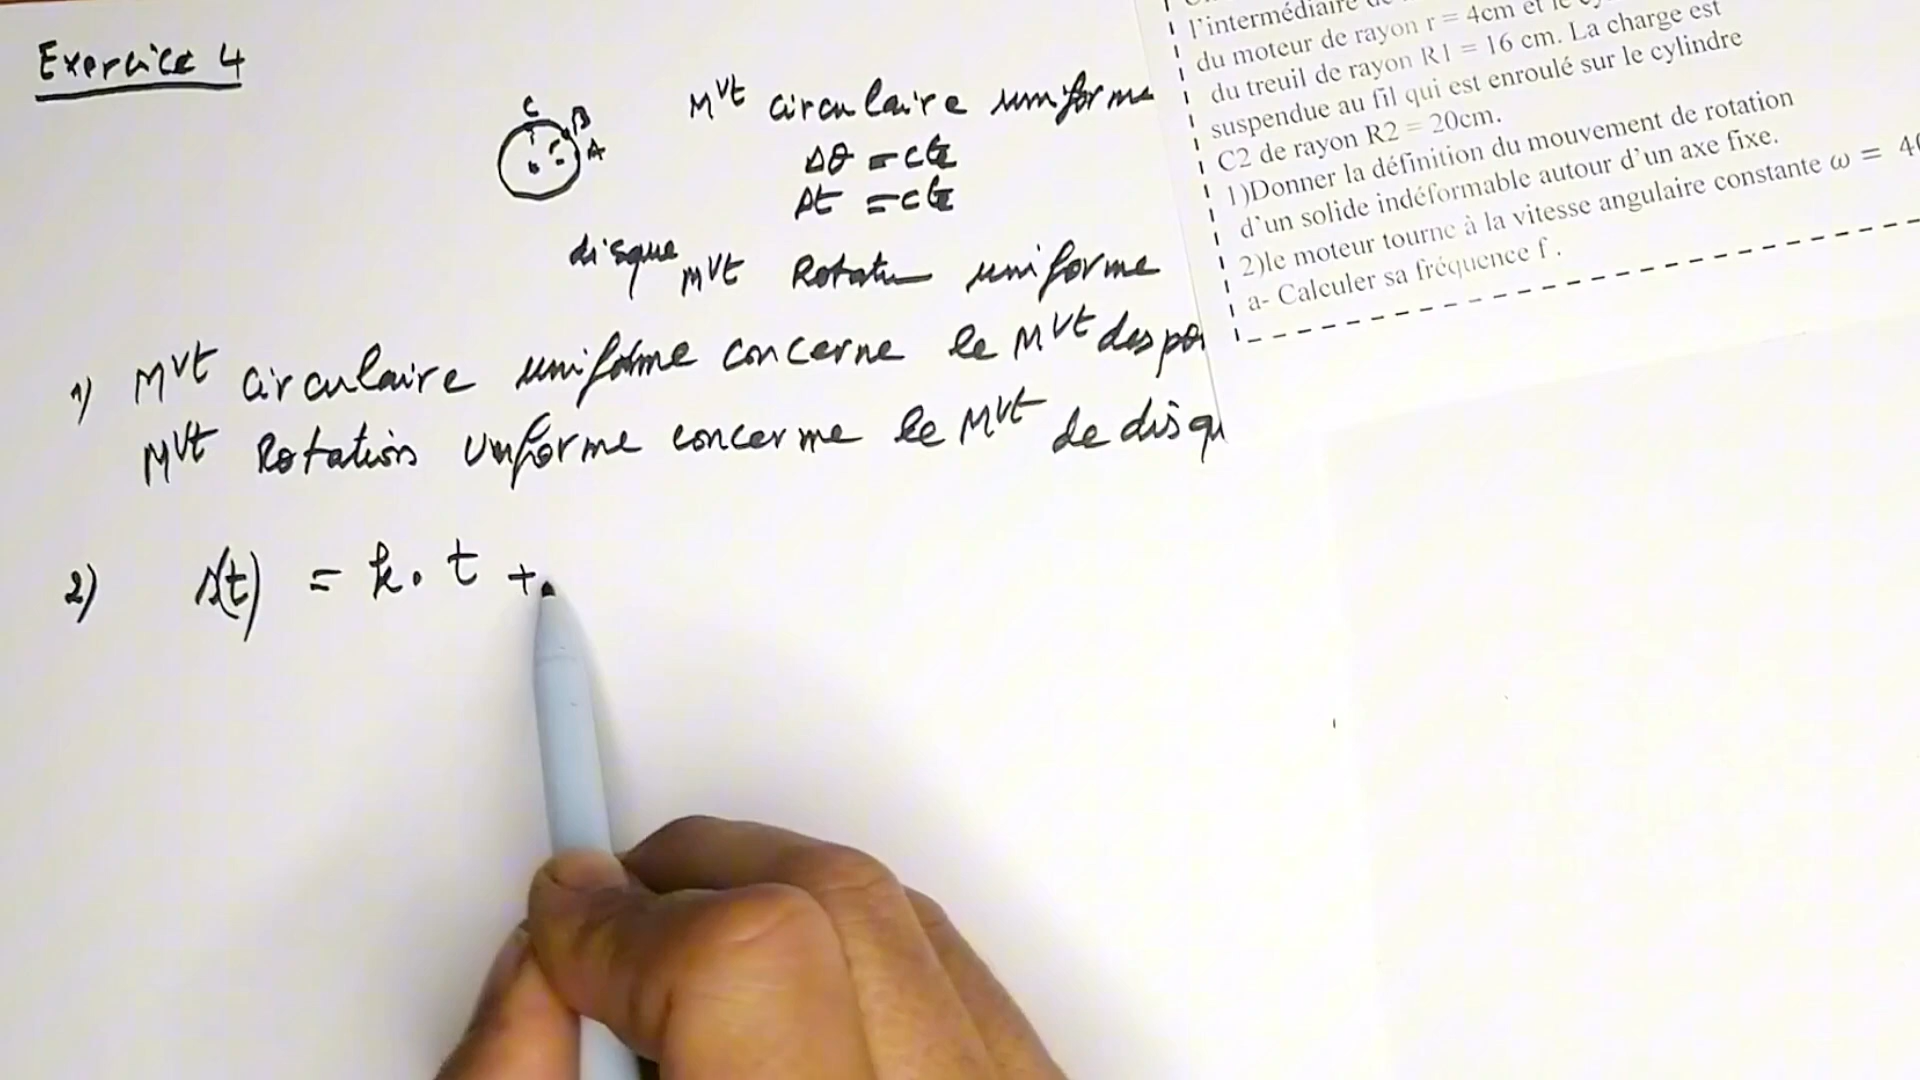 Exercice 4
C
B
A
Mvt circulaire uniforme
Δθ = cte
Δt = cte
disque
Mvt Rotation uniforme
1) Mvt circulaire uniforme concerne le Mvt des
Mvt Rotation uniforme concerne le Mvt de
2) s(t) = k. t +
l'intermédiaire
du moteur de rayon r = 4cm et le
du treuil de rayon R1 = 16 cm. La charge est
suspendue au fil qui est enroulé sur le cylindre
C2 de rayon R2 = 20cm.
1)Donner la définition du mouvement de rotation
d'un solide indéformable autour d'un axe fixe.
2)le moteur tourne à la vitesse angulaire constante ω =
a- Calculer sa fréquence f .